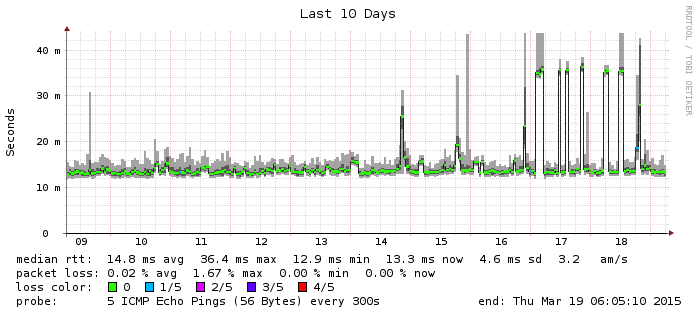 Last 10 Days
RRDTOOL / TOBI OETIKER
Seconds
40 m
30 m
20 m
10 m
0
09 10 11 12 13 14 15 16 17 18
median rtt: 14.8 ms avg 36.4 ms max 12.9 ms min 13.3 ms now 4.6 ms sd 3.2 am/s
packet loss: 0.02 % avg 1.67 % max 0.00 % min 0.00 % now
loss color: 0 1/5 2/5 3/5 4/5
probe: 5 ICMP Echo Pings (56 Bytes) every 300s end: Thu Mar 19 06:05:10 2015